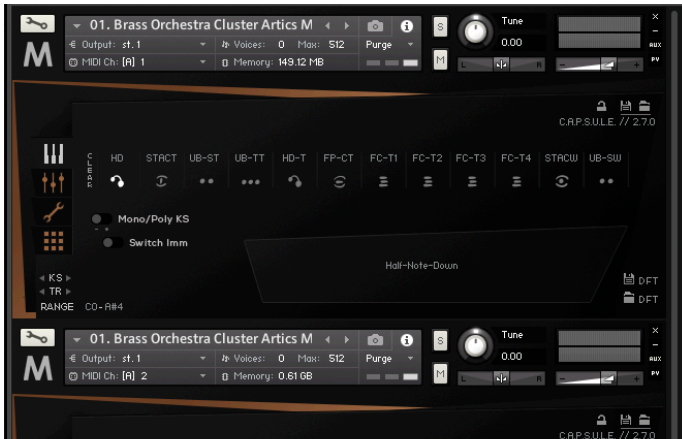 01. Brass Orchestra Cluster Artics M
S
Tune
Output: st.1
Voices: 0 Max: 512
Purge
0.00
AUX
M
MIDI Ch: [A] 1
Memory: 149.12 MB
M
L R
- +
PV
C.A.P.S.U.L.E. // 2.7.0
CLEAR
HD STACT UB-ST UB-TT HD-T FP-CT FC-T1 FC-T2 FC-T3 FC-T4 STACW UB-SW
Mono/Poly KS
Switch Imm
Half-Note-Down
KS
DFT
TR
DFT
RANGE C0-A#4
01. Brass Orchestra Cluster Artics M
S
Tune
Output: st.1
Voices: 0 Max: 512
Purge
0.00
AUX
M
MIDI Ch: [A] 2
Memory: 0.61 GB
M
L R
- +
PV
C.A.P.S.U.L.E. // 2.7.0